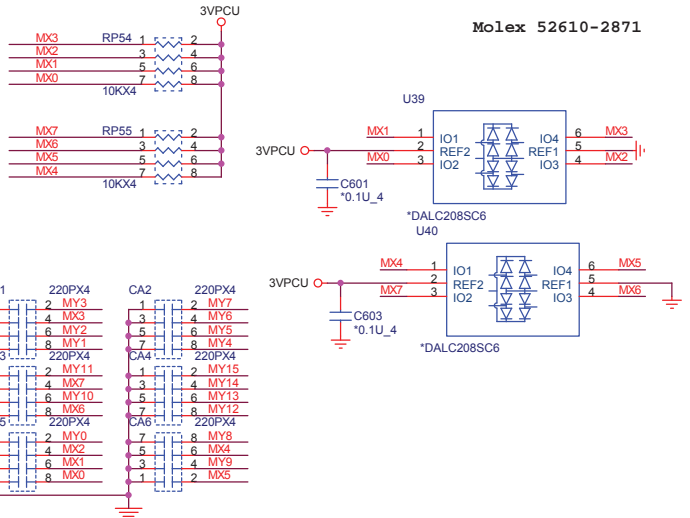 3VPCU
Molex 52610-2871
MX3 RP54 1 2
MX2 3 4
MX1 5 6
MX0 7 8
10KX4
MX7 RP55 1 2
MX6 3 4
MX5 5 6
MX4 7 8
10KX4
U39
MX1 1 IO1 IO4 6 MX3
3VPCU 2 REF2 REF1 5
MX0 3 IO2 IO3 4 MX2
C601
*0.1U_4
*DALC208SC6
U40
MX4 1 IO1 IO4 6 MX5
3VPCU 2 REF2 REF1 5
MX7 3 IO2 IO3 4 MX6
C603
*0.1U_4
*DALC208SC6
1 220PX4 CA2 220PX4
2 MY3 1 2 MY7
4 MX3 3 4 MY6
6 MY2 5 6 MY5
8 MY1 7 8 MY4
3 220PX4 CA4 220PX4
2 MY11 1 2 MY15
4 MX7 3 4 MY14
6 MY10 5 6 MY13
8 MX6 7 8 MY12
5 220PX4 CA6 220PX4
2 MY0 7 8 MY8
4 MX2 5 6 MX4
6 MX1 3 4 MY9
8 MX0 1 2 MX5